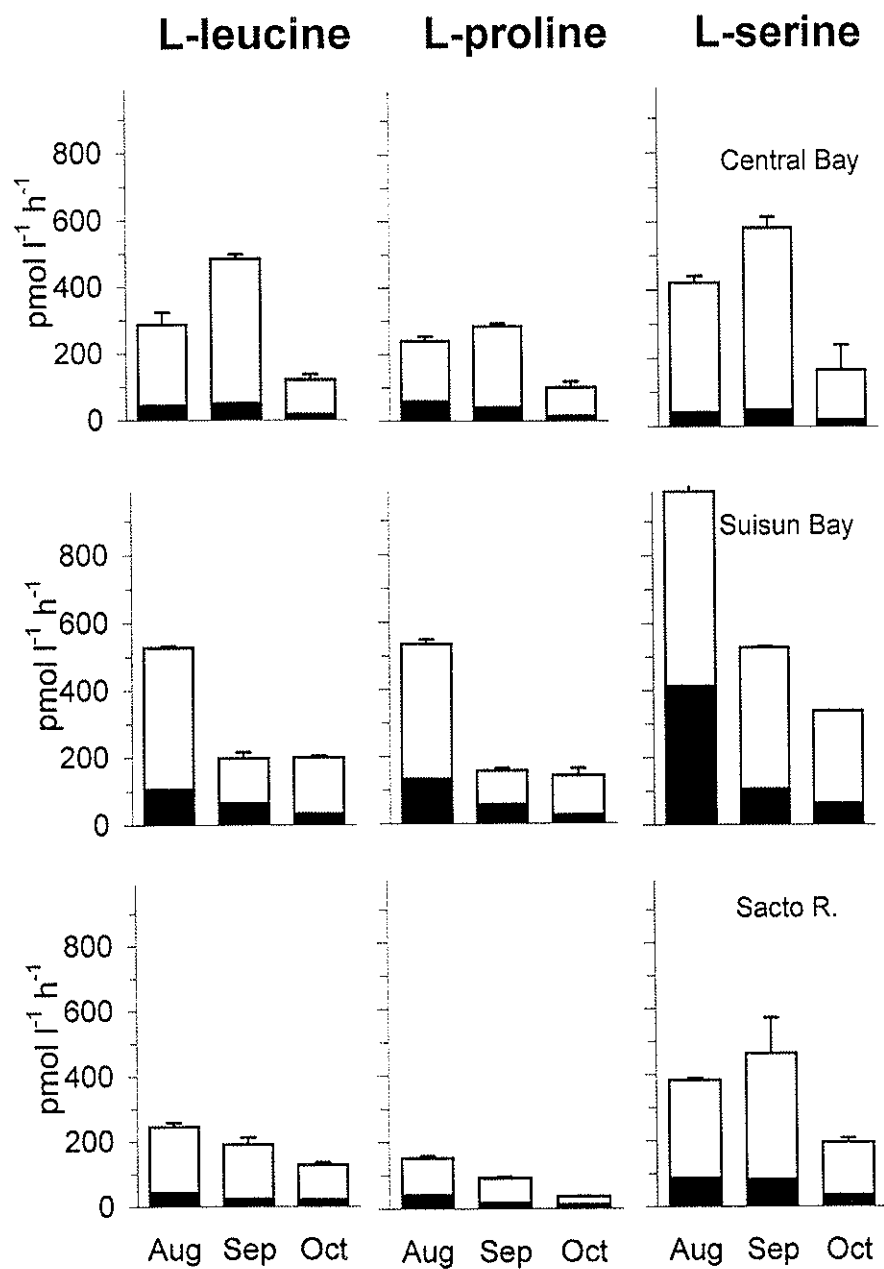 L-leucine L-proline L-serine
Central Bay
800
600
400
200
0
pmol l⁻¹ h⁻¹
Suisun Bay
800
600
400
200
0
pmol l⁻¹ h⁻¹
Sacto R.
800
600
400
200
0
pmol l⁻¹ h⁻¹
Aug Sep Oct Aug Sep Oct Aug Sep Oct